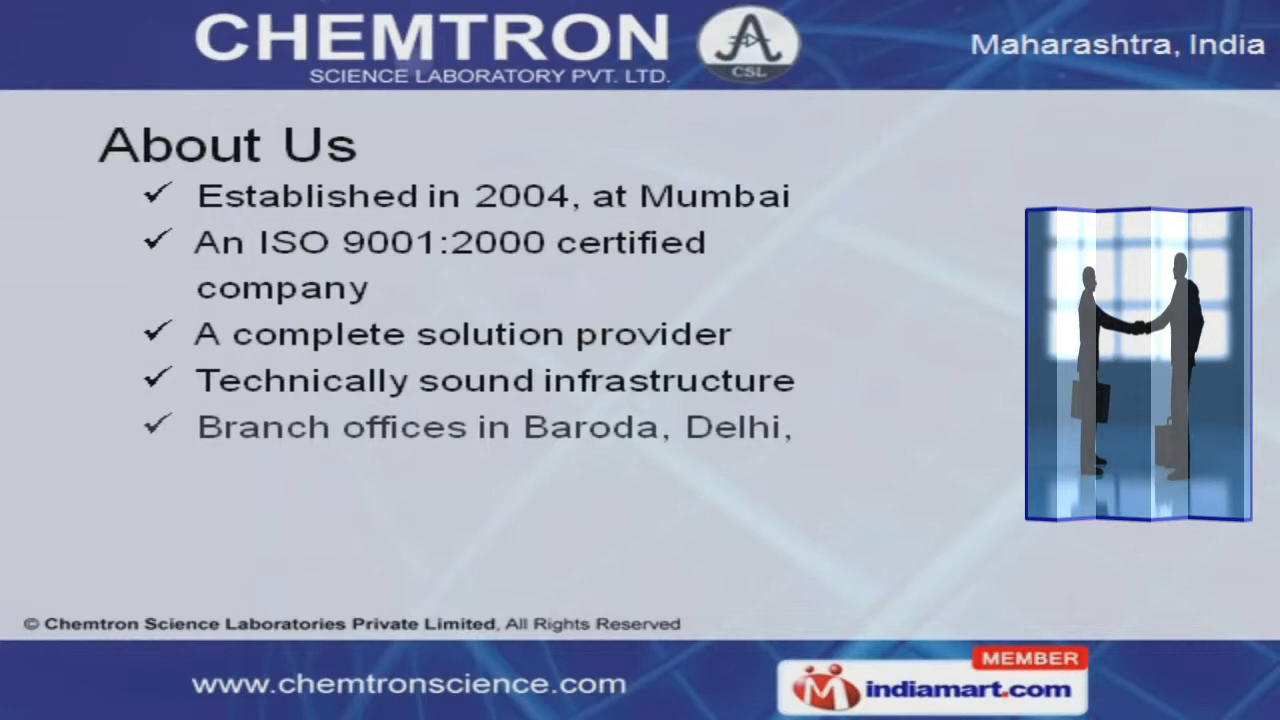 CHEMTRON
SCIENCE LABORATORY PVT. LTD.
CSL
Maharashtra, India
About Us
✓ Established in 2004, at Mumbai
✓ An ISO 9001:2000 certified
company
✓ A complete solution provider
✓ Technically sound infrastructure
✓ Branch offices in Baroda, Delhi,
© Chemtron Science Laboratories Private Limited, All Rights Reserved
www.chemtronscience.com
MEMBER
indiamart.com